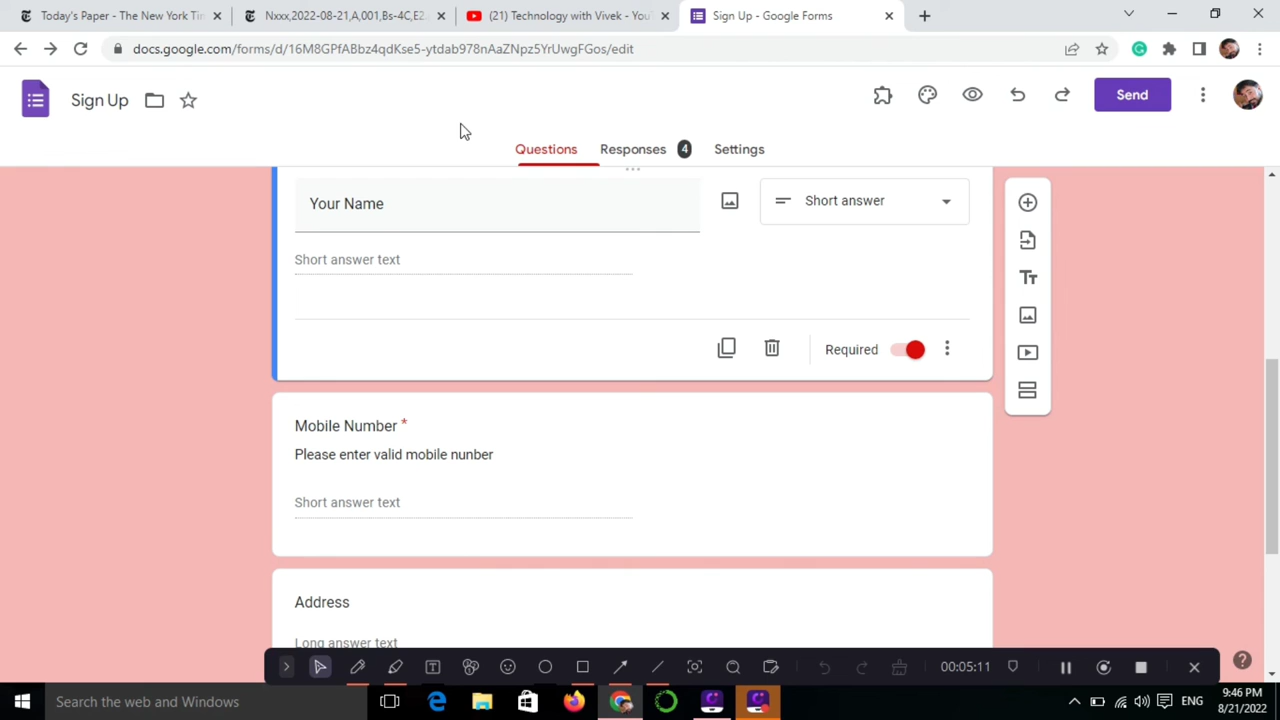 Today's Paper - The New York Tim
Nxxx,2022-08-21,A,001,Bs-4C,E2
(21) Technology with Vivek - You
Sign Up - Google Forms
docs.google.com/forms/d/16M8GPfABbz4qdKse5-ytdab978nAaZNpz5YrUwgFGos/edit
Sign Up
Send
Questions
Responses 4
Settings
Your Name
Short answer
Short answer text
Required
Mobile Number *
Please enter valid mobile nunber
Short answer text
Address
Long answer text
00:05:11
Search the web and Windows
ENG
9:46 PM
8/21/2022